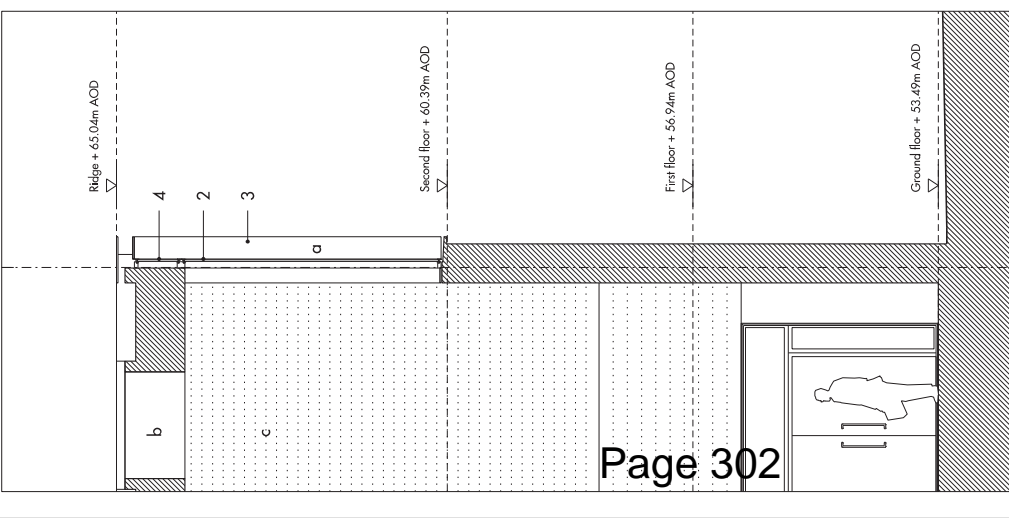 Ridge + 65.04m AOD
4
2
3
a
b
c
Second floor + 60.39m AOD
First floor + 56.94m AOD
Ground floor + 53.49m AOD
Page 302